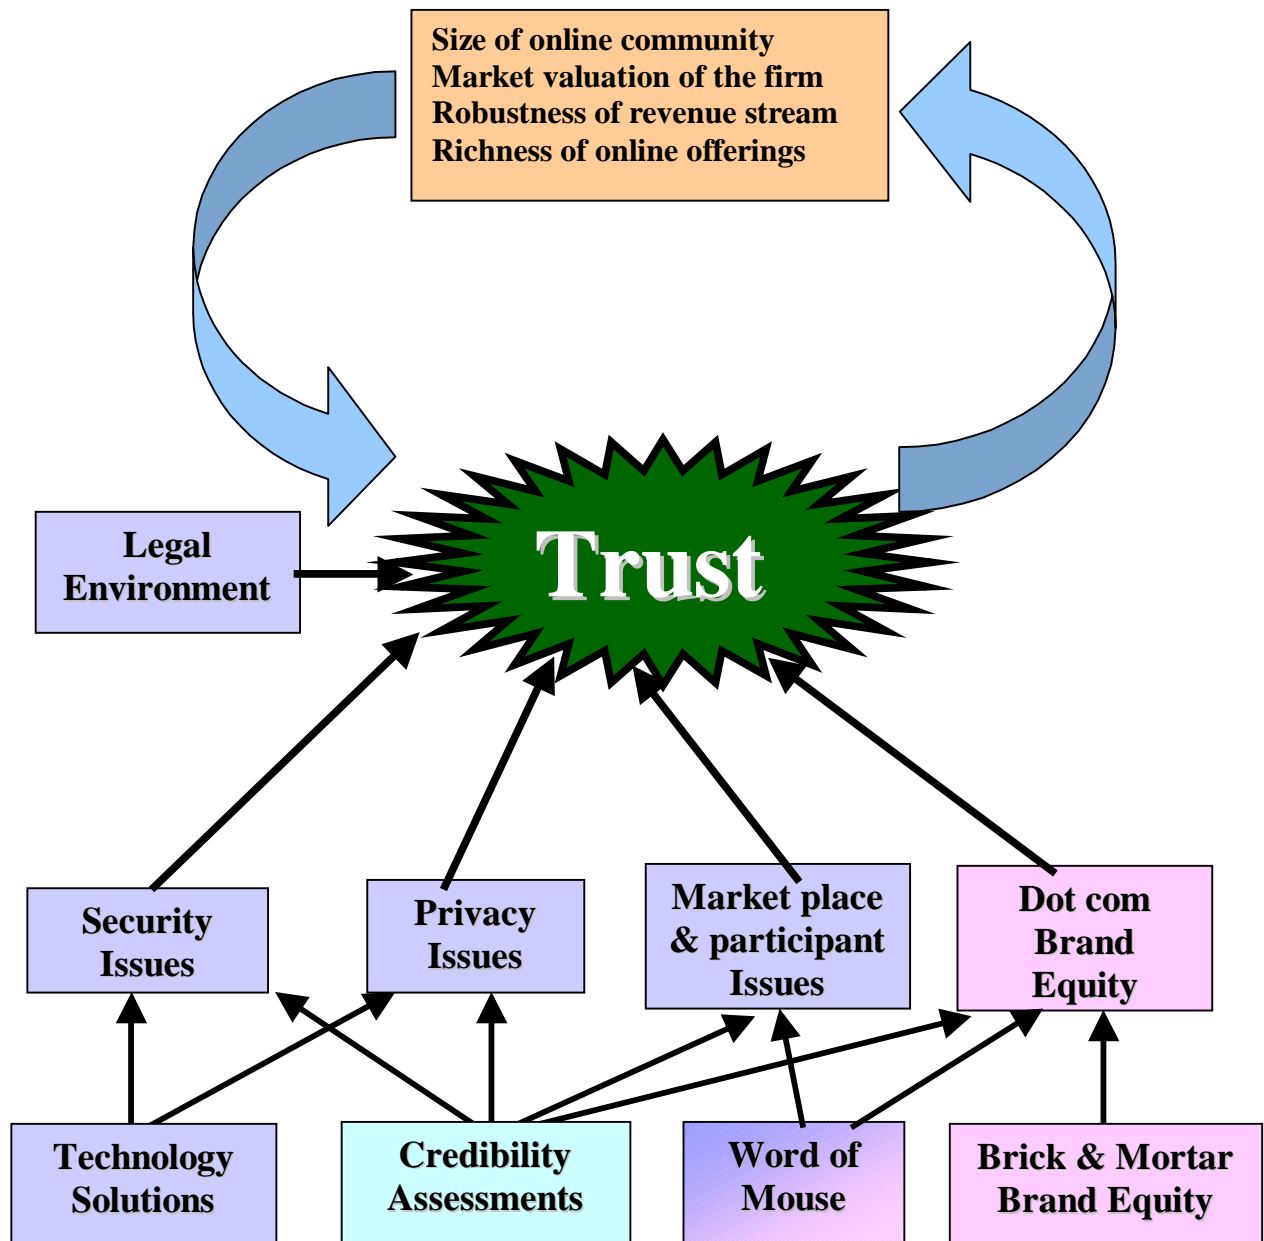 Size of online community
Market valuation of the firm
Robustness of revenue stream
Richness of online offerings
Trust
Legal
Environment
Security
Issues
Privacy
Issues
Market place
& participant
Issues
Dot com
Brand
Equity
Technology
Solutions
Credibility
Assessments
Word of
Mouse
Brick & Mortar
Brand Equity